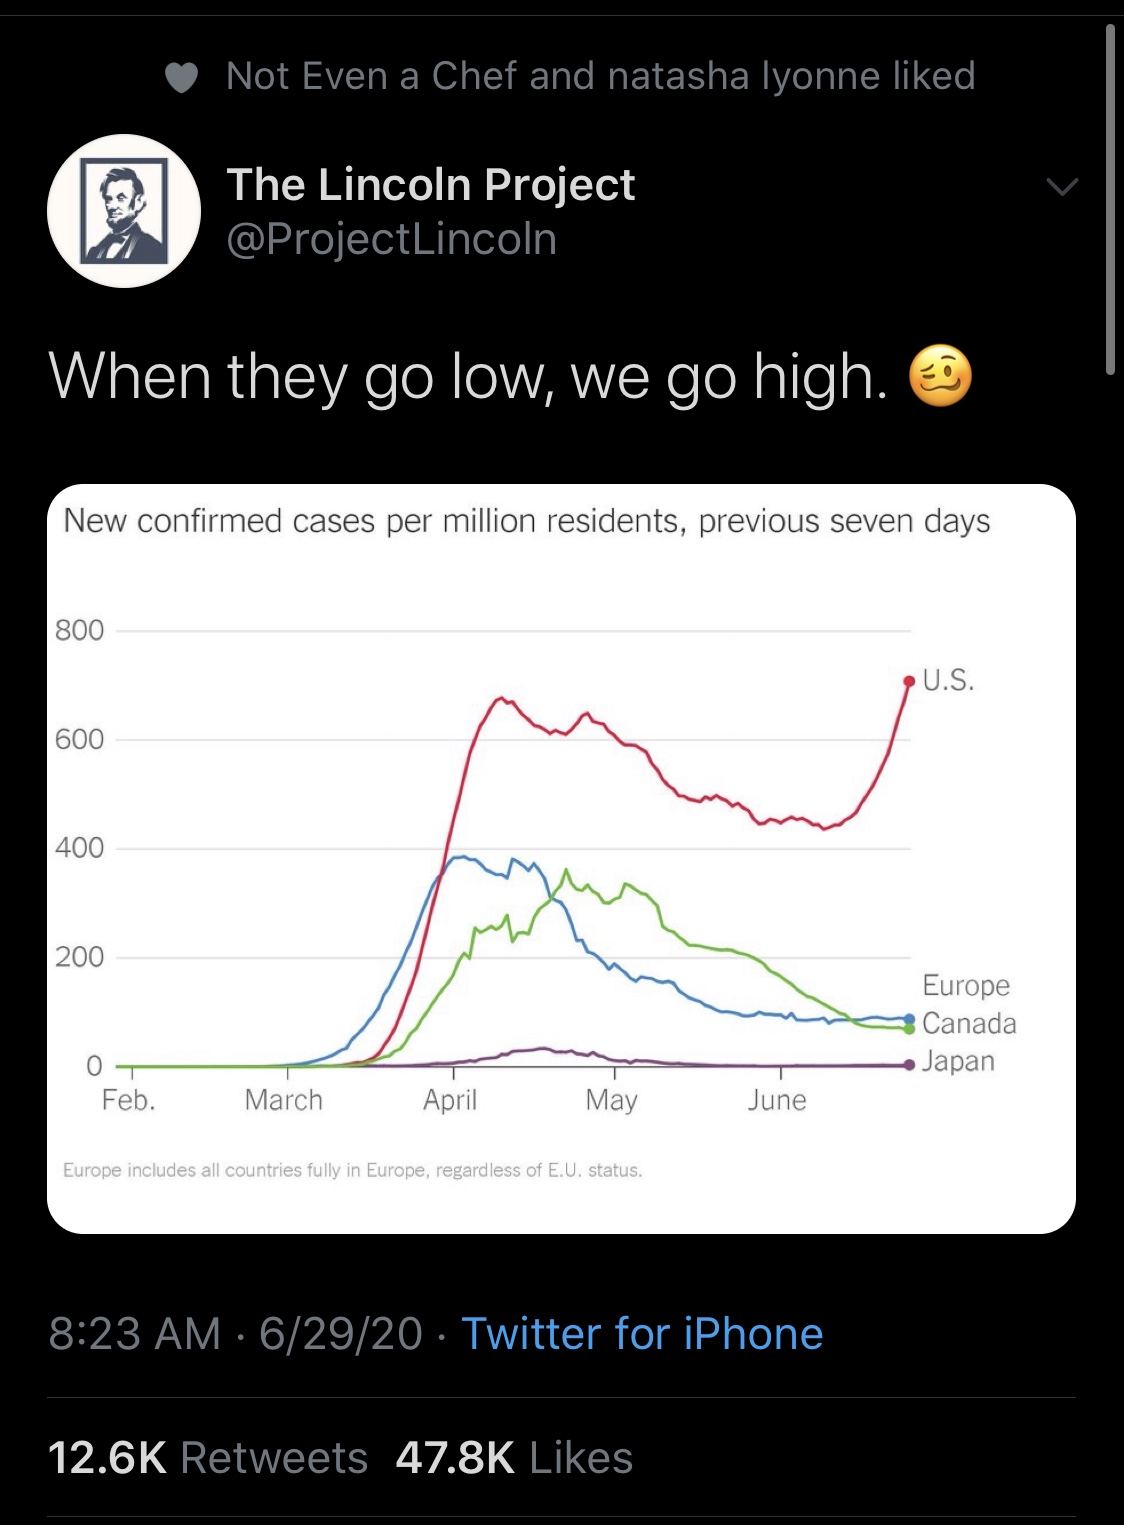 Not Even a Chef and natasha lyonne liked
The Lincoln Project
@ProjectLincoln
When they go low, we go high. 🥴
New confirmed cases per million residents, previous seven days
800
U.S.
600
400
200
Europe
Canada
0
Japan
Feb. March April May June
Europe includes all countries fully in Europe, regardless of E.U. status.
8:23 AM · 6/29/20 · Twitter for iPhone
12.6K Retweets 47.8K Likes